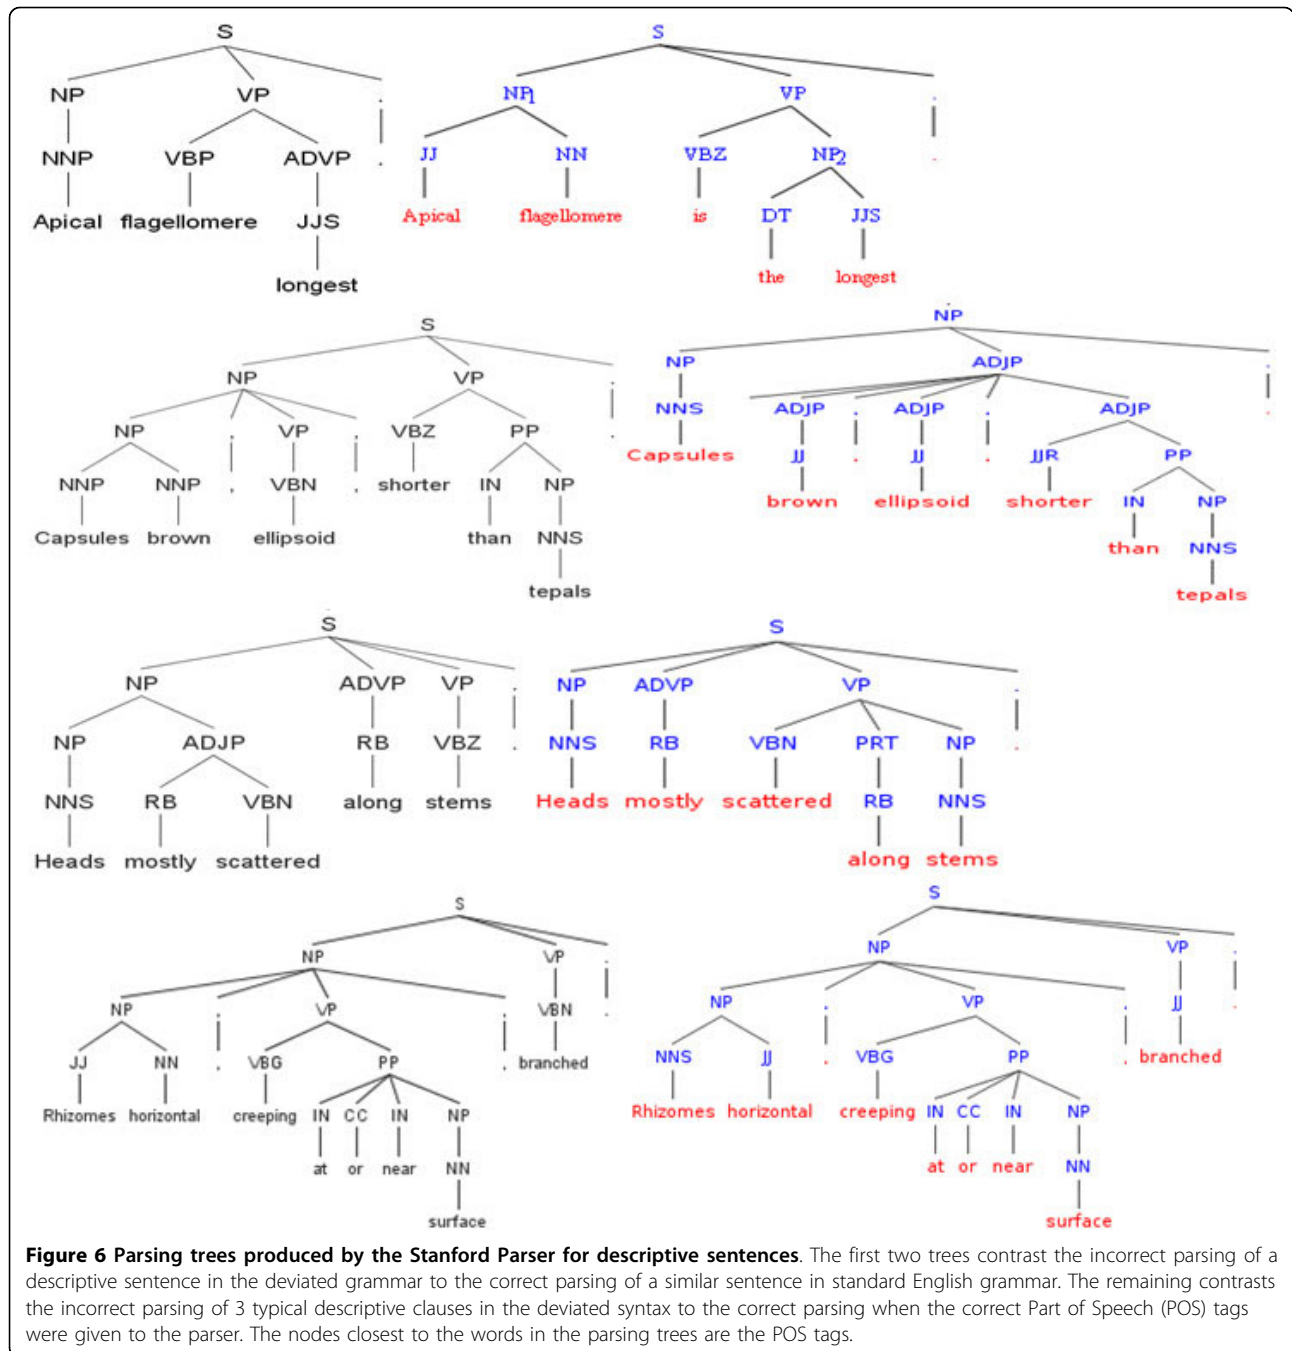 S S
NP VP . NP1 VP .
NNP VBP ADVP . JJ NN VBZ NP2 .
Apical flagellomere JJS Apical flagellomere is DT JJS
longest the longest
S NP
NP VP . NP ADJP .
NP , VP , VBZ PP . NNS ADJP , ADJP , ADJP .
NNP NNP , VBN , shorter IN NP Capsules JJ , JJ , JJR PP
Capsules brown ellipsoid than NNS brown ellipsoid shorter IN NP
tepals than NNS
tepals
S S
NP ADVP VP . NP ADVP VP .
NP ADJP RB VBZ . NNS RB VBN PRT NP .
NNS RB VBN along stems Heads mostly scattered RB NNS
Heads mostly scattered along stems
S S
NP VP . NP VP .
NP , VP , VBN . NP , VP , JJ .
JJ NN , VBG PP , branched NNS JJ , VBG PP , branched
Rhizomes horizontal creeping IN CC IN NP Rhizomes horizontal creeping IN CC IN NP
at or near NN at or near NN
surface surface
Figure 6 Parsing trees produced by the Stanford Parser for descriptive sentences. The first two trees contrast the incorrect parsing of a
descriptive sentence in the deviated grammar to the correct parsing of a similar sentence in standard English grammar. The remaining contrasts
the incorrect parsing of 3 typical descriptive clauses in the deviated syntax to the correct parsing when the correct Part of Speech (POS) tags
were given to the parser. The nodes closest to the words in the parsing trees are the POS tags.